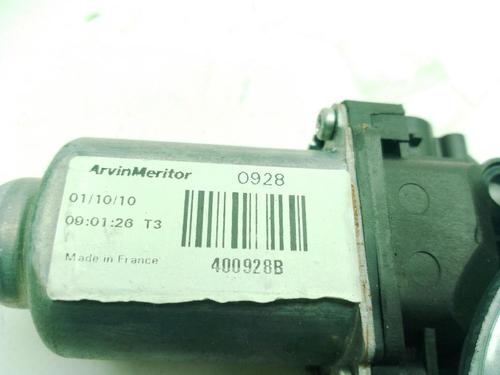 ArvinMeritor 0928
01/10/10
09:01:26 T3
Made in France 400928B